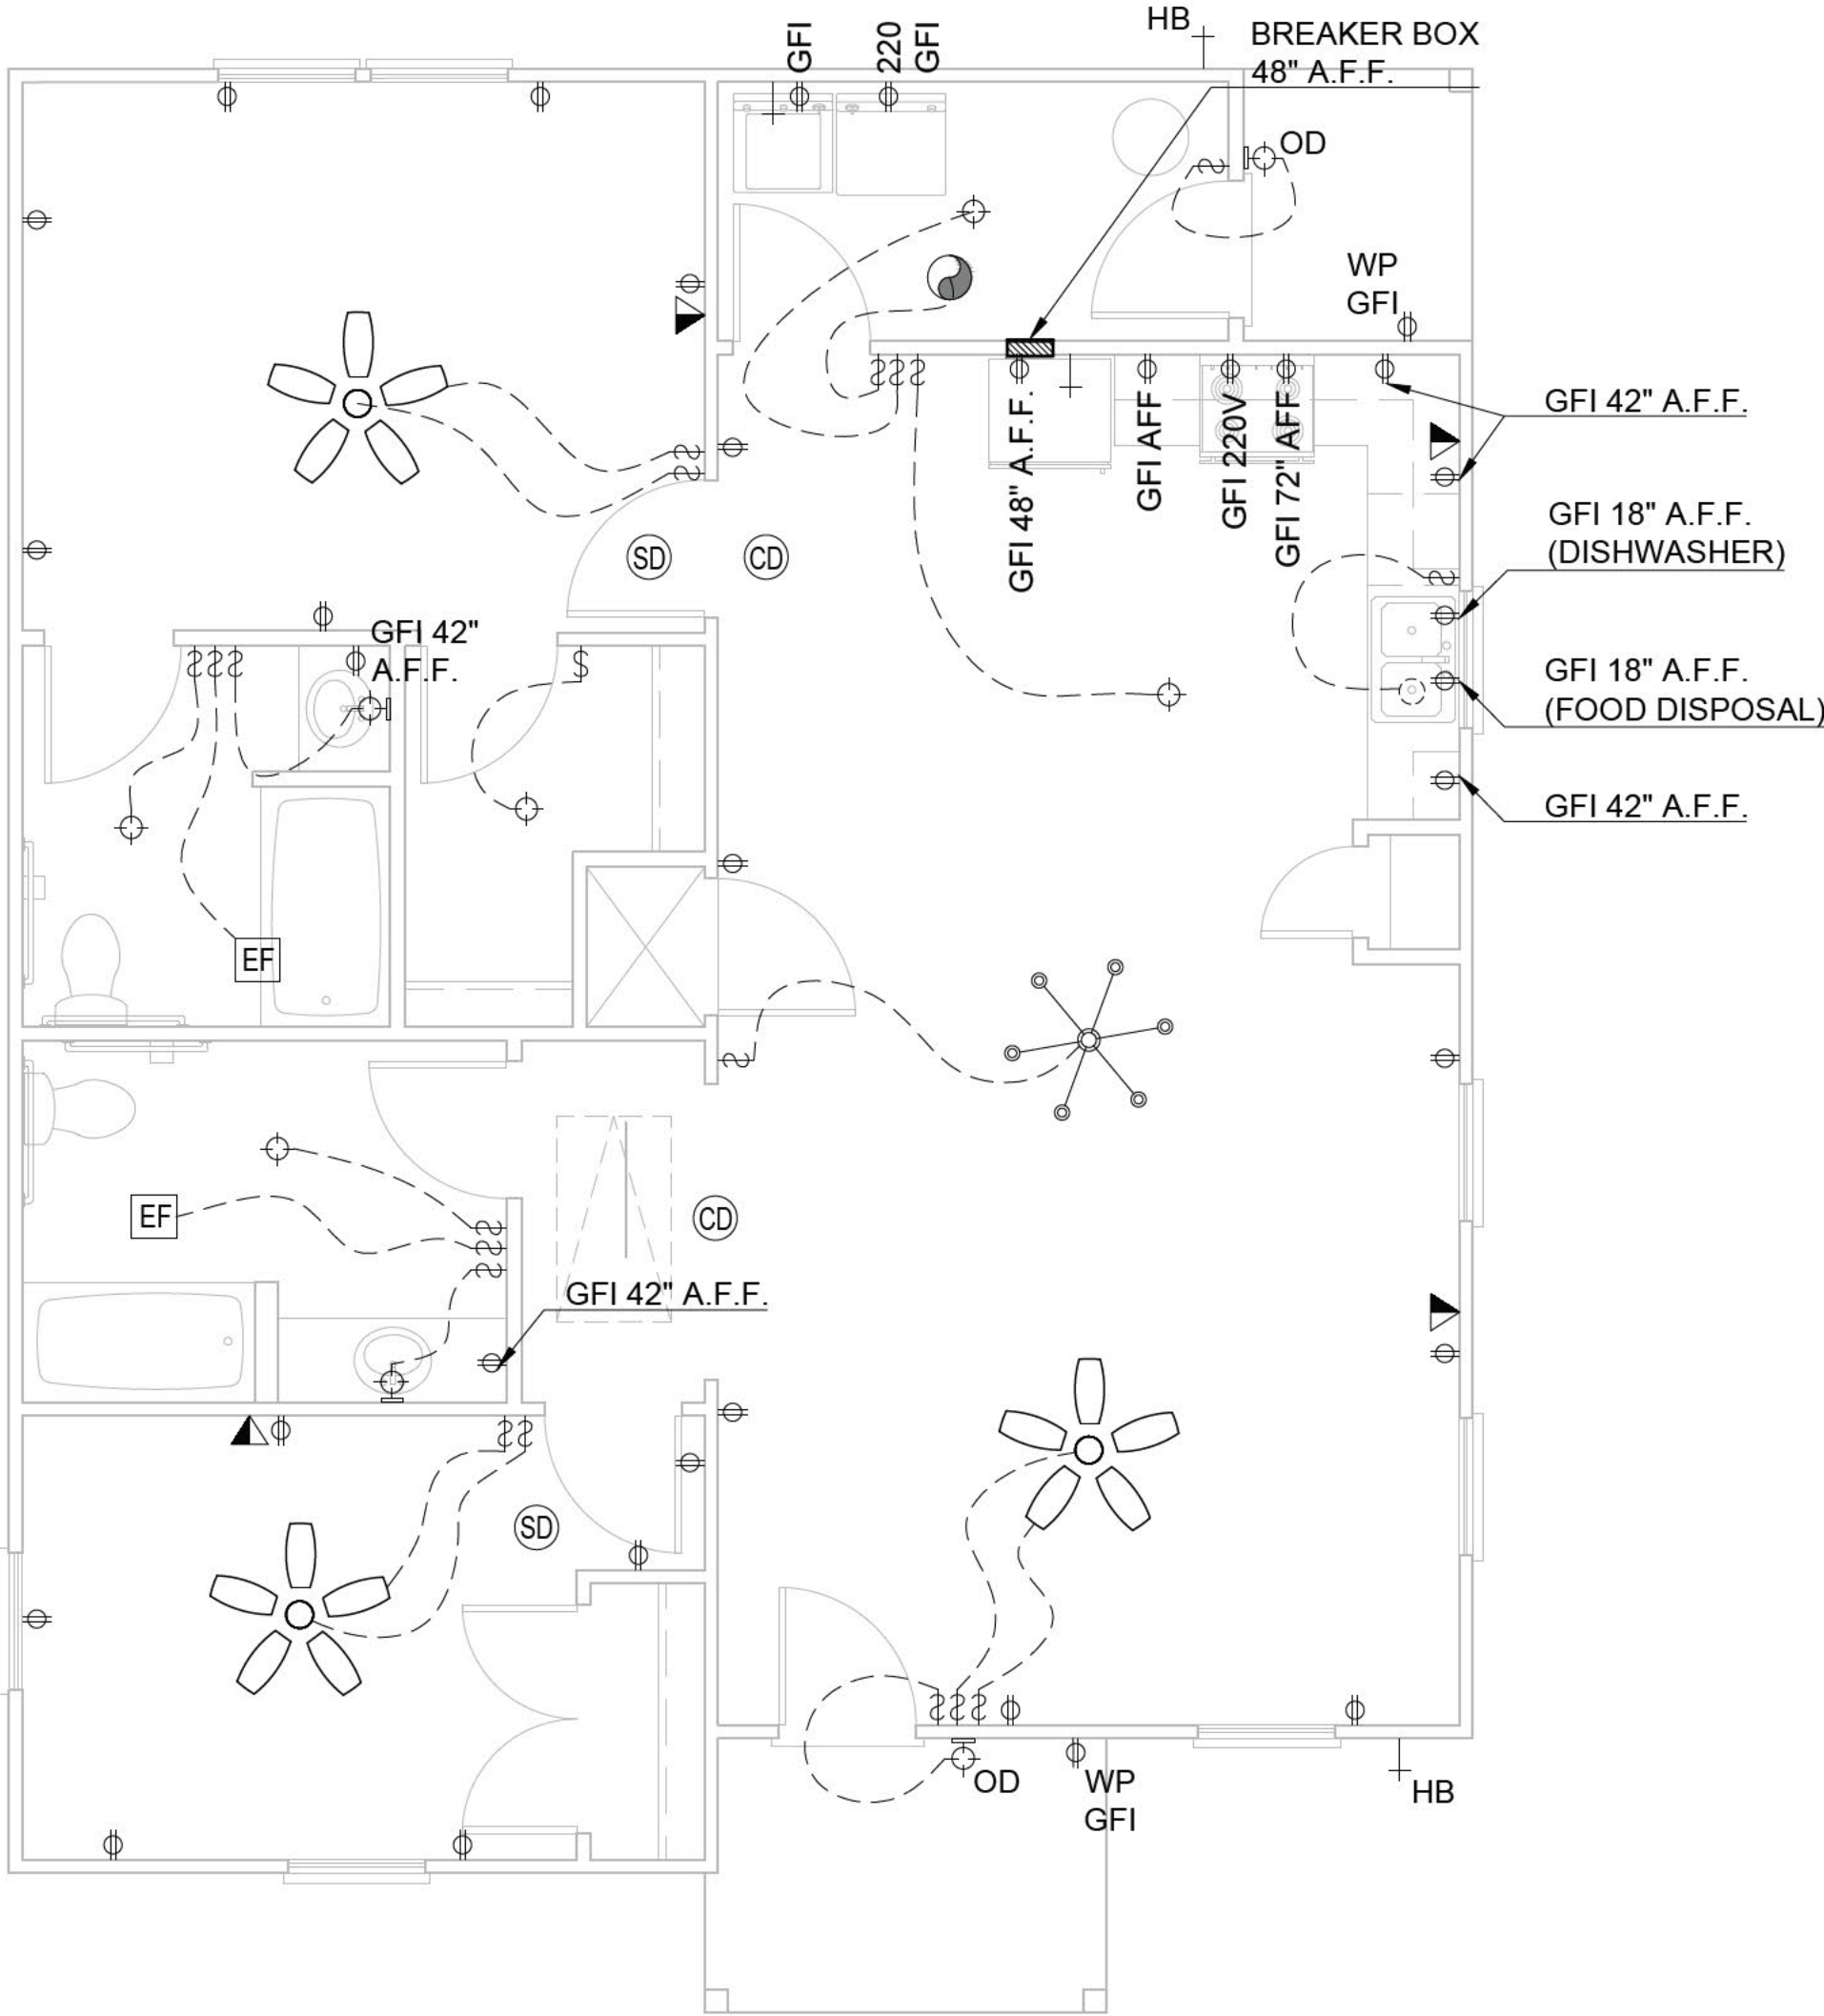 HB
BREAKER BOX
48" A.F.F.
GFI
220
GFI
OD
WP
GFI
GFI 48" A.F.F.
GFI AFF
GFI 220V
GFI 72" AFF
GFI 42" A.F.F.
GFI 18" A.F.F.
(DISHWASHER)
SD
CD
GFI 42"
A.F.F.
GFI 18" A.F.F.
(FOOD DISPOSAL)
GFI 42" A.F.F.
EF
EF
CD
GFI 42" A.F.F.
SD
OD
WP
GFI
HB